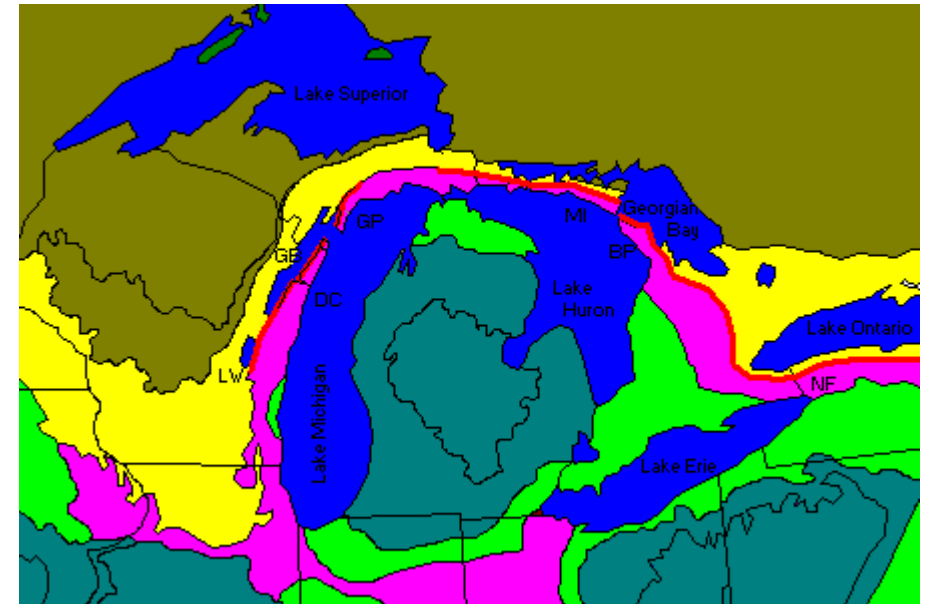 Lake Superior
GP
MI
Georgian
Bay
GB
BP
DC
Lake
Huron
Lake Ontario
LW
NF
Lake Michigan
Lake Erie